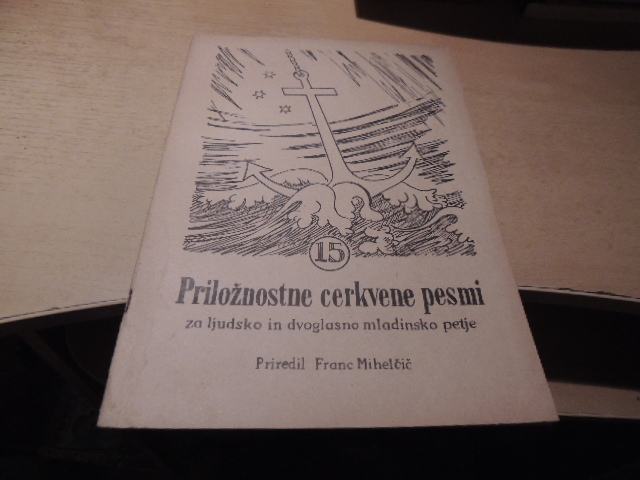 15
Priložnostne cerkvene pesmi
za ljudsko in dvoglasno mladinsko petje
Priredil Franc Mihelčič